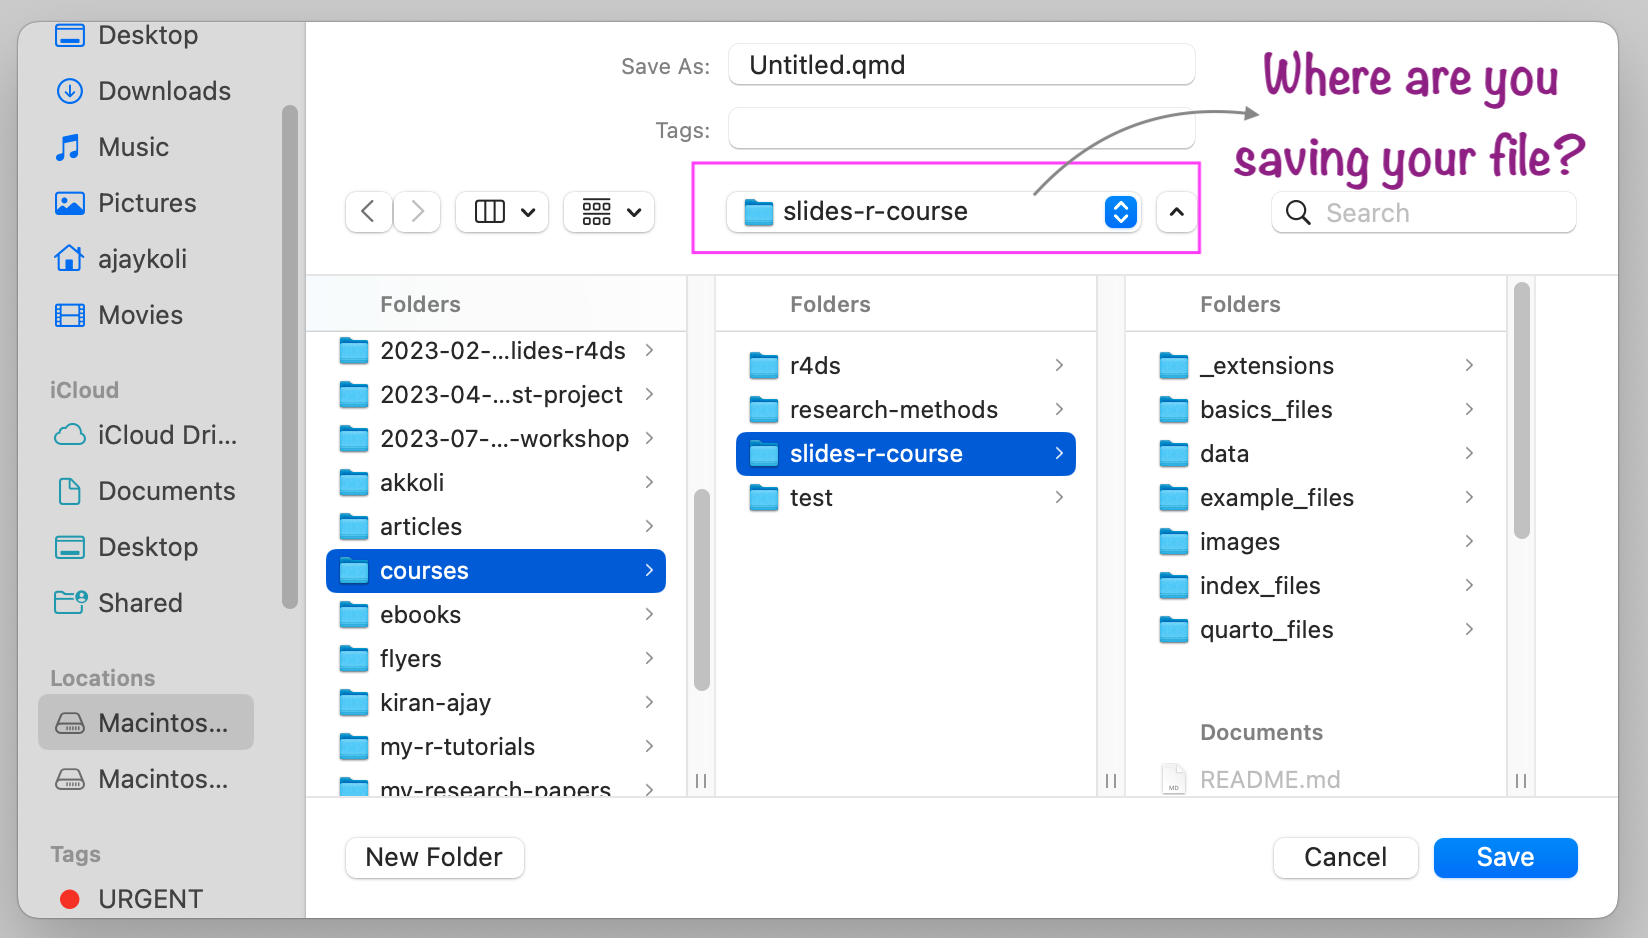 Desktop
Downloads
Music
Pictures
ajaykoli
Movies
iCloud
iCloud Dri...
Documents
Desktop
Shared
Locations
Macintos...
Macintos...
Tags
URGENT
Save As: Untitled.qmd
Tags:
Where are you
saving your file?
slides-r-course
Search
Folders
2023-02-...lides-r4ds
2023-04-...st-project
2023-07-...-workshop
akkoli
articles
courses
ebooks
flyers
kiran-ajay
my-r-tutorials
my-research-papers
Folders
r4ds
research-methods
slides-r-course
test
Folders
_extensions
basics_files
data
example_files
images
index_files
quarto_files
Documents
MD README.md
New Folder
Cancel
Save